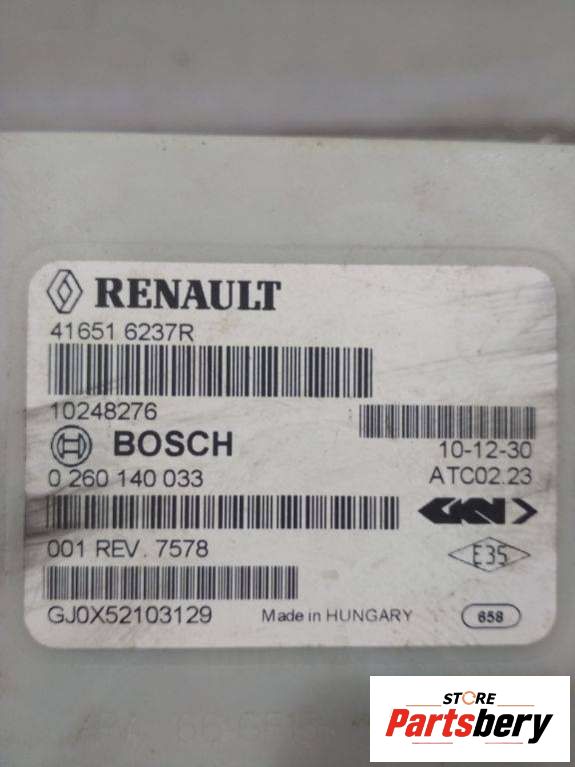 RENAULT
41651 6237R
10248276
BOSCH
10-12-30
0 260 140 033
ATC02.23
GKN
001 REV. 7578
E35
GJ0X52103129
Made in HUNGARY
658
STORE
Partsbery